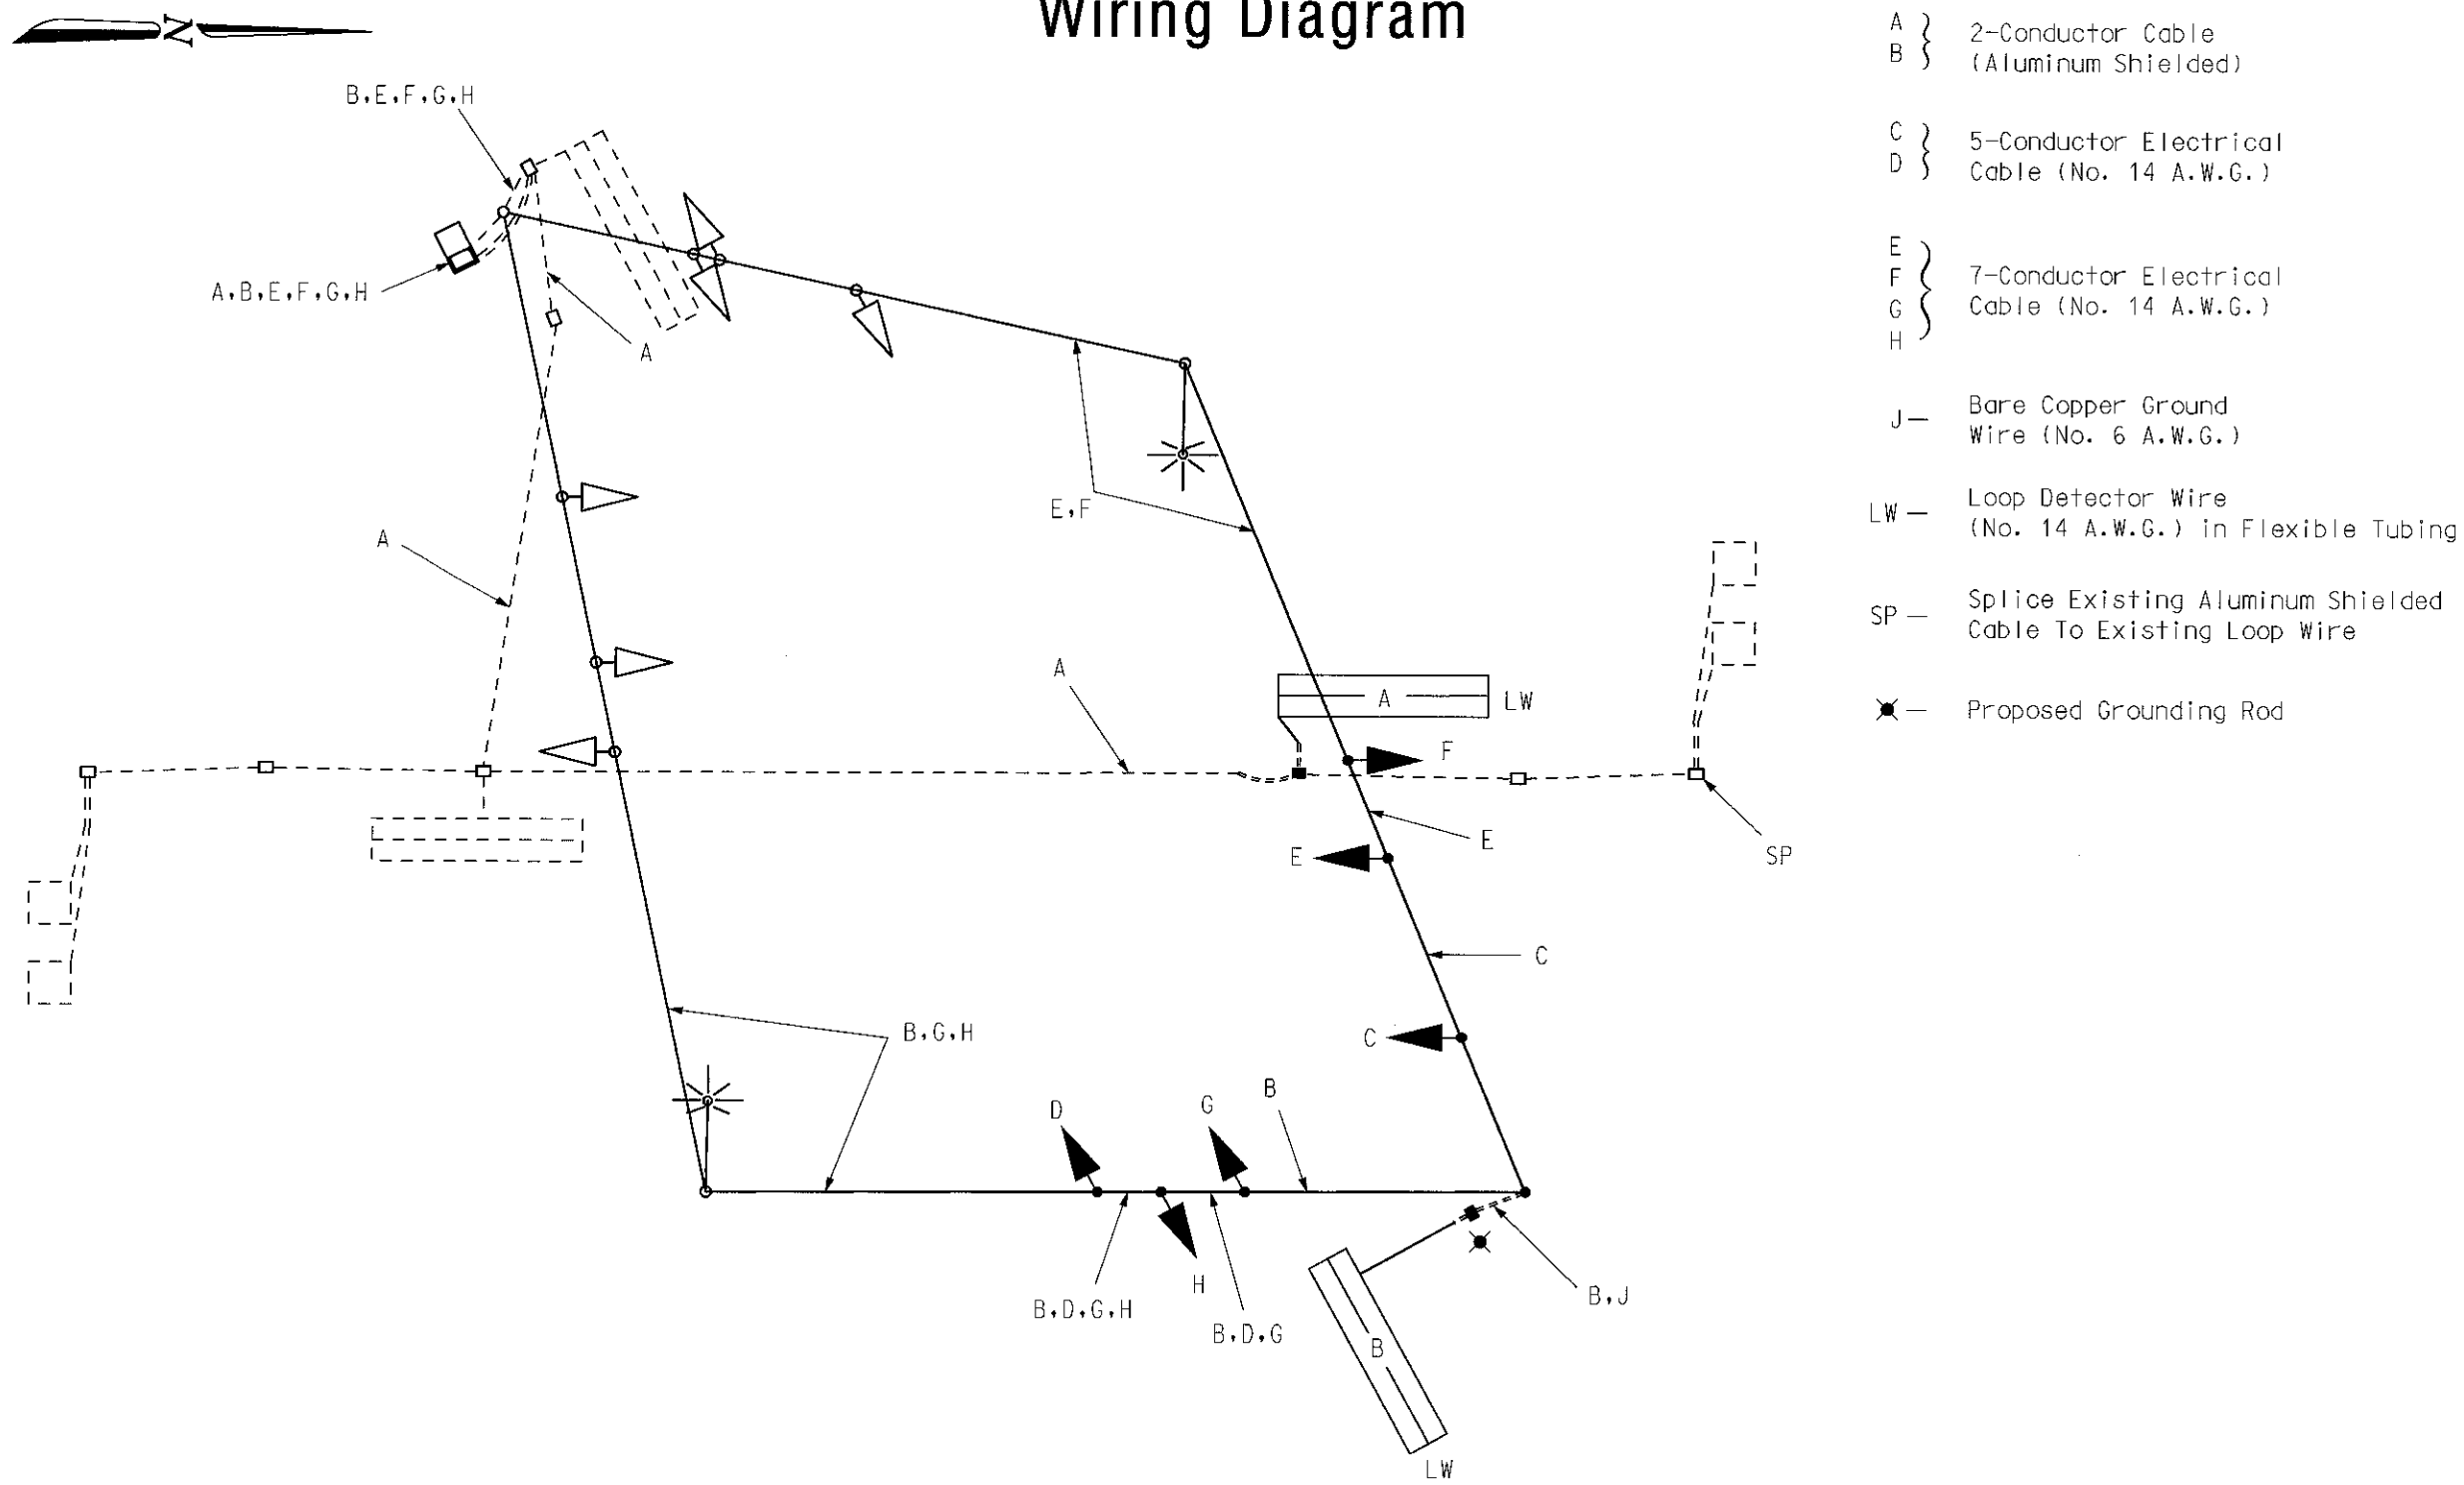 Wiring Diagram
N
A
B
2-Conductor Cable
(Aluminum Shielded)
C
D
5-Conductor Electrical
Cable (No. 14 A.W.G.)
E
F
G
H
7-Conductor Electrical
Cable (No. 14 A.W.G.)
J — Bare Copper Ground
Wire (No. 6 A.W.G.)
LW — Loop Detector Wire
(No. 14 A.W.G.) in Flexible Tubing
SP — Splice Existing Aluminum Shielded
Cable To Existing Loop Wire
— Proposed Grounding Rod
B,E,F,G,H
A,B,E,F,G,H
A
E,F
A
A
A
LW
F
E
E
SP
C
C
B,G,H
B
D
G
H
B,D,G,H
B,D,G
B,J
B
LW